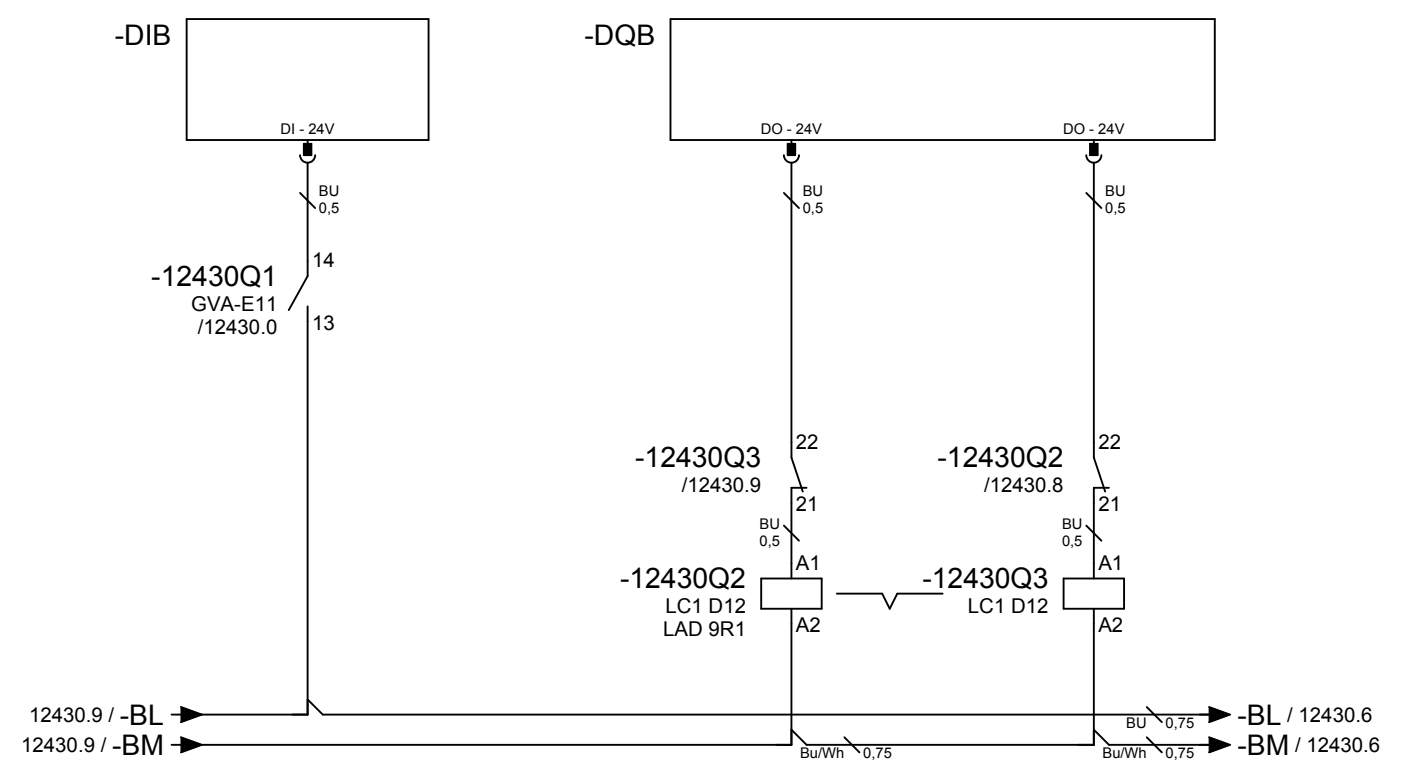 -DIB
-DQB
DI - 24V
DO - 24V
DO - 24V
BU
0,5
BU
0,5
BU
0,5
14
-12430Q1
GVA-E11
/12430.0
13
22
-12430Q3
/12430.9
21
22
-12430Q2
/12430.8
21
BU
0,5
BU
0,5
A1
-12430Q2
LC1 D12
LAD 9R1
A2
A1
-12430Q3
LC1 D12
A2
12430.9 / -BL
BU 0,75
-BL / 12430.6
12430.9 / -BM
Bu/Wh 0,75
Bu/Wh 0,75
-BM / 12430.6